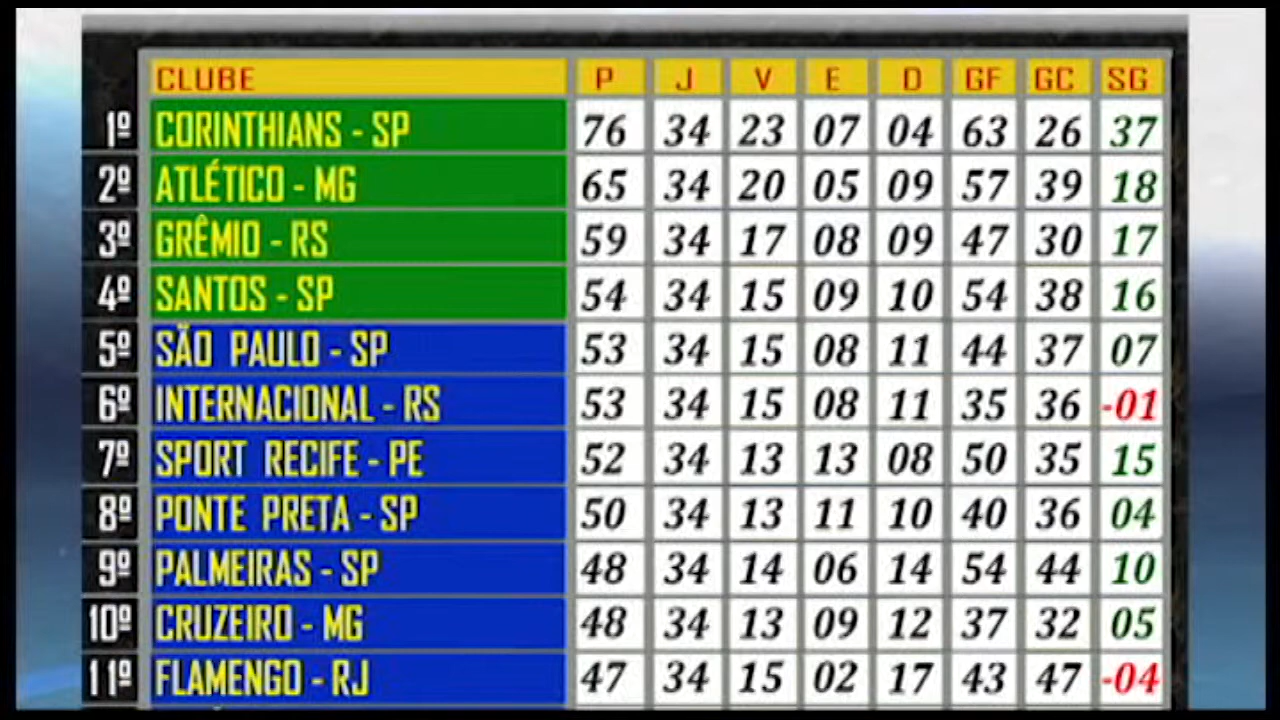 CLUBE P J V E D GF GC SG
1º CORINTHIANS - SP 76 34 23 07 04 63 26 37
2º ATLÉTICO - MG 65 34 20 05 09 57 39 18
3º GRÊMIO - RS 59 34 17 08 09 47 30 17
4º SANTOS - SP 54 34 15 09 10 54 38 16
5º SÃO PAULO - SP 53 34 15 08 11 44 37 07
6º INTERNACIONAL - RS 53 34 15 08 11 35 36 -01
7º SPORT RECIFE - PE 52 34 13 13 08 50 35 15
8º PONTE PRETA - SP 50 34 13 11 10 40 36 04
9º PALMEIRAS - SP 48 34 14 06 14 54 44 10
10º CRUZEIRO - MG 48 34 13 09 12 37 32 05
11º FLAMENGO - RJ 47 34 15 02 17 43 47 -04